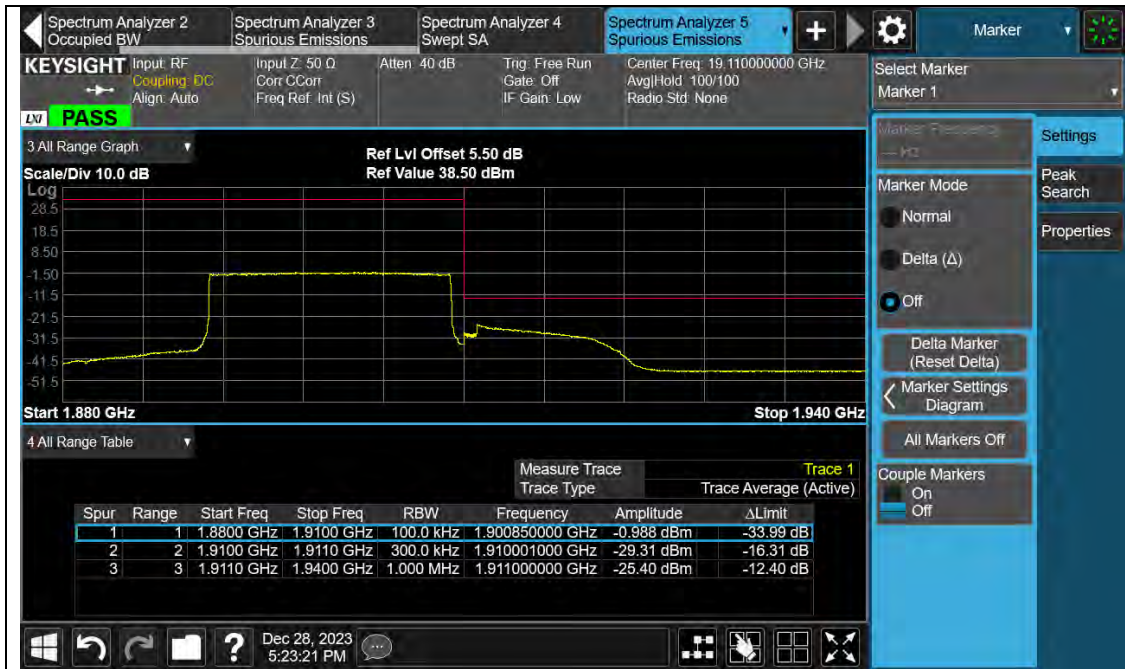 Spectrum Analyzer 2
Occupied BW
Spectrum Analyzer 3
Spurious Emissions
Spectrum Analyzer 4
Swept SA
Spectrum Analyzer 5
Spurious Emissions
Marker
KEYSIGHT
Input: RF
Coupling: DC
Align: Auto
Input Z: 50 Ω
Corr CCorr
Freq Ref: Int (S)
Atten: 40 dB
Trig: Free Run
Gate: Off
IF Gain: Low
Center Freq: 19.110000000 GHz
Avg|Hold: 100/100
Radio Std: None
LXI PASS
3 All Range Graph
Ref Lvl Offset 5.50 dB
Scale/Div 10.0 dB
Ref Value 38.50 dBm
Log
28.5
18.5
8.50
-1.50
-11.5
-21.5
-31.5
-41.5
-51.5
Start 1.880 GHz
Stop 1.940 GHz
4 All Range Table
Measure Trace Trace 1
Trace Type Trace Average (Active)
Spur Range Start Freq Stop Freq RBW Frequency Amplitude ΔLimit
1 1 1.8800 GHz 1.9100 GHz 100.0 kHz 1.900850000 GHz -0.988 dBm -33.99 dB
2 2 1.9100 GHz 1.9110 GHz 300.0 kHz 1.910001000 GHz -29.31 dBm -16.31 dB
3 3 1.9110 GHz 1.9400 GHz 1.000 MHz 1.911000000 GHz -25.40 dBm -12.40 dB
Dec 28, 2023
5:23:21 PM
Select Marker
Marker 1
Marker Frequency
--- Hz
Marker Mode
Normal
Delta (Δ)
Off
Delta Marker
(Reset Delta)
Marker Settings
Diagram
All Markers Off
Couple Markers
On
Off
Settings
Peak
Search
Properties